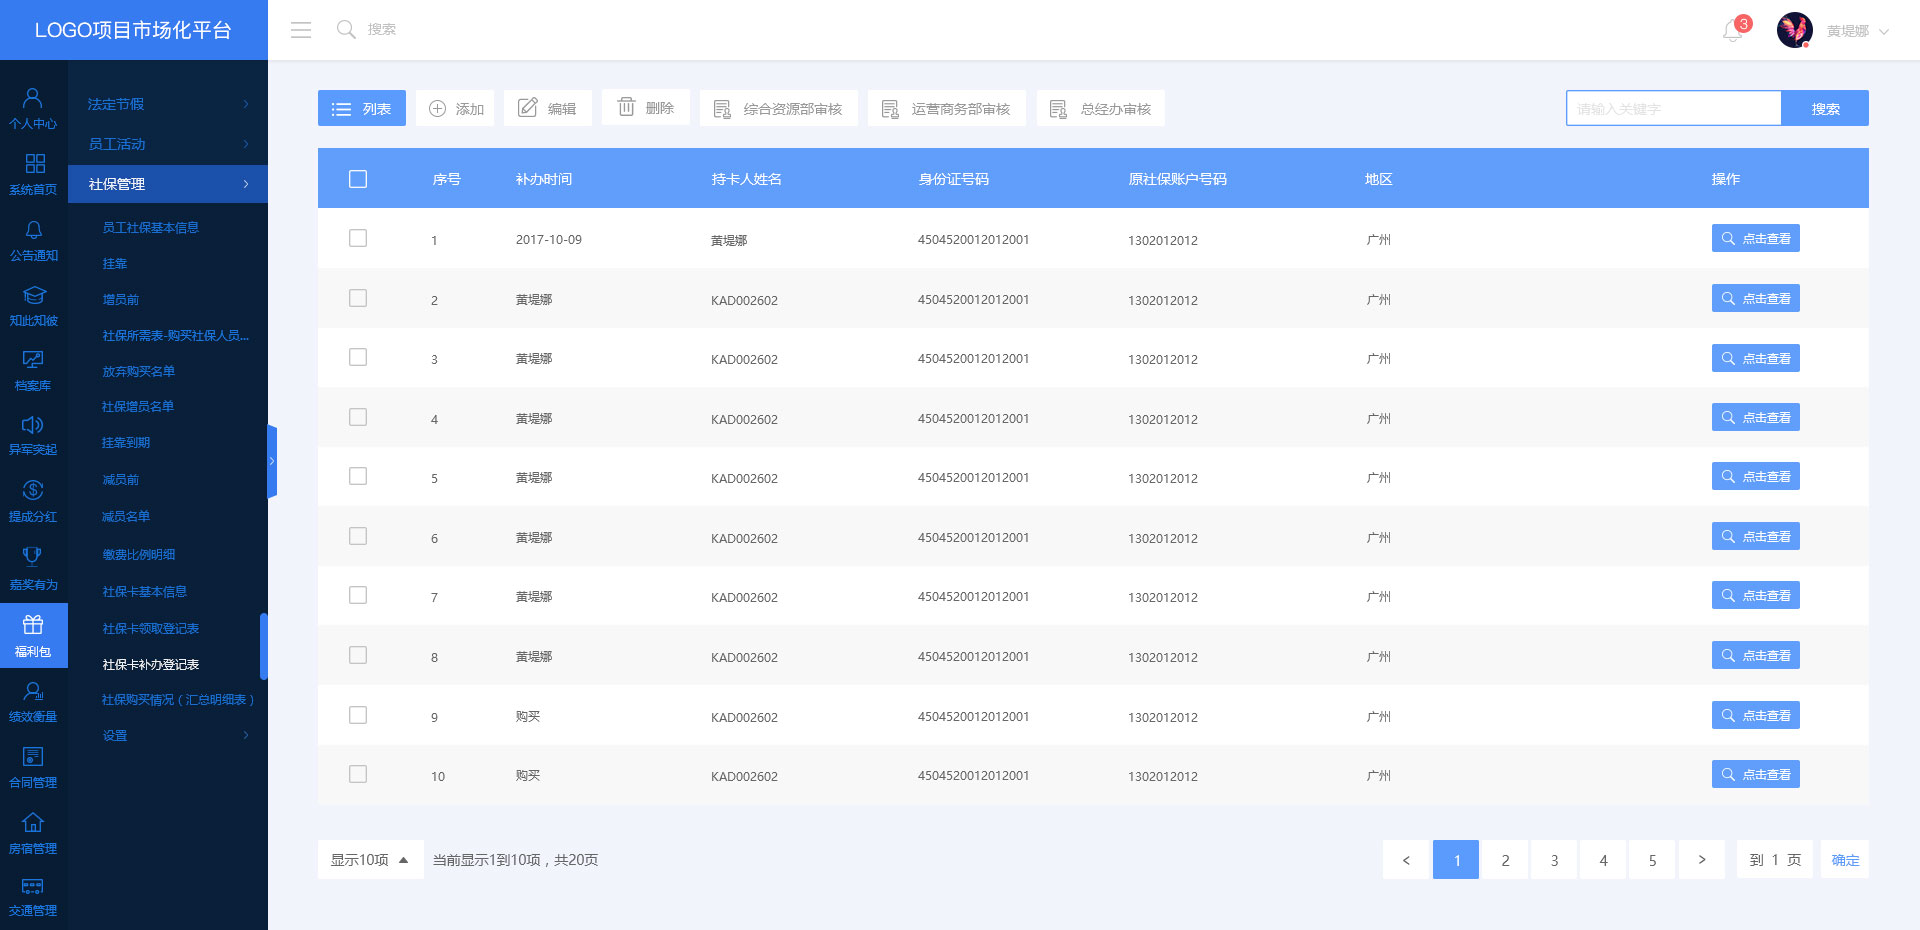 LOGO项目市场化平台
搜索
3
黄堤娜
个人中心
系统首页
公告通知
知此知彼
档案库
异军突起
提成分红
嘉奖有为
福利包
绩效衡量
合同管理
房宿管理
交通管理
法定节假
员工活动
社保管理
员工社保基本信息
挂靠
增员前
社保所需表-购买社保人员...
放弃购买名单
社保增员名单
挂靠到期
减员前
减员名单
缴费比例明细
社保卡基本信息
社保卡领取登记表
社保卡补办登记表
社保购买情况（汇总明细表）
设置
列表 添加 编辑 删除 综合资源部审核 运营商务部审核 总经办审核
请输入关键字 搜索
序号 补办时间 持卡人姓名 身份证号码 原社保账户号码 地区 操作
1 2017-10-09 黄堤娜 4504520012012001 1302012012 广州 点击查看
2 黄堤娜 KAD002602 4504520012012001 1302012012 广州 点击查看
3 黄堤娜 KAD002602 4504520012012001 1302012012 广州 点击查看
4 黄堤娜 KAD002602 4504520012012001 1302012012 广州 点击查看
5 黄堤娜 KAD002602 4504520012012001 1302012012 广州 点击查看
6 黄堤娜 KAD002602 4504520012012001 1302012012 广州 点击查看
7 黄堤娜 KAD002602 4504520012012001 1302012012 广州 点击查看
8 黄堤娜 KAD002602 4504520012012001 1302012012 广州 点击查看
9 购买 KAD002602 4504520012012001 1302012012 广州 点击查看
10 购买 KAD002602 4504520012012001 1302012012 广州 点击查看
显示10项 当前显示1到10项，共20页
< 1 2 3 4 5 > 到 1 页 确定